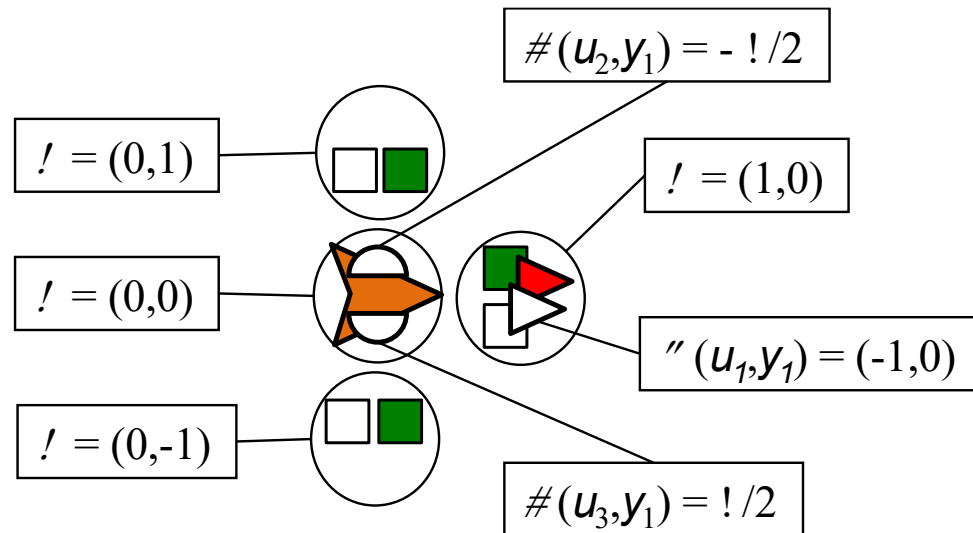 #(u₂,y₁) = - ! /2
! = (0,1)
! = (1,0)
! = (0,0)
″(u₁,y₁) = (-1,0)
! = (0,-1)
#(u₃,y₁) = ! /2